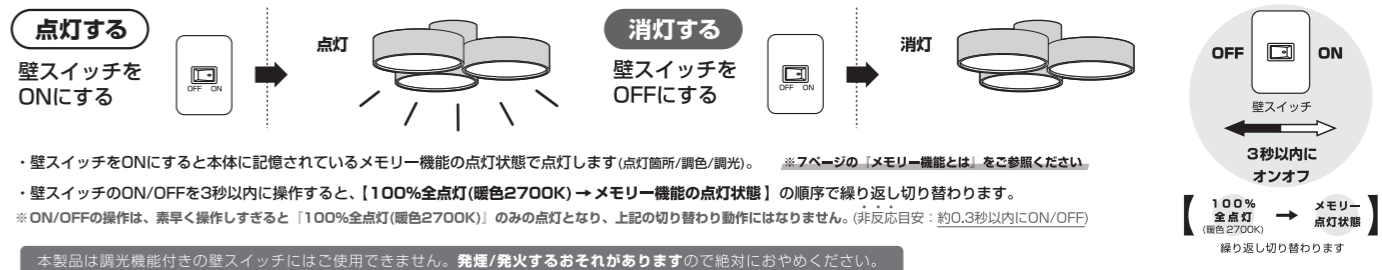 点灯する
壁スイッチを
ONにする
OFF ON
点灯
消灯する
壁スイッチを
OFFにする
OFF ON
消灯
OFF
ON
壁スイッチ
3秒以内に
オンオフ
【100%全点灯(暖色2700K) → メモリー点灯状態】
繰り返し切り替わります
・壁スイッチをONにすると本体に記憶されているメモリー機能の点灯状態で点灯します(点灯箇所/調色/調光)。 ※7ページの『メモリー機能とは』をご参照ください
・壁スイッチのON/OFFを3秒以内に操作すると、【100%全点灯(暖色2700K)→メモリー機能の点灯状態】の順序で繰り返し切り替わります。
※ON/OFFの操作は、素早く操作しすぎると『100%全点灯(暖色2700K)』のみの点灯となり、上記の切り替わり動作にはなりません。(非反応目安：約0.3秒以内にON/OFF)
本製品は調光機能付きの壁スイッチにはご使用できません。発煙/発火するおそれがありますので絶対におやめください。